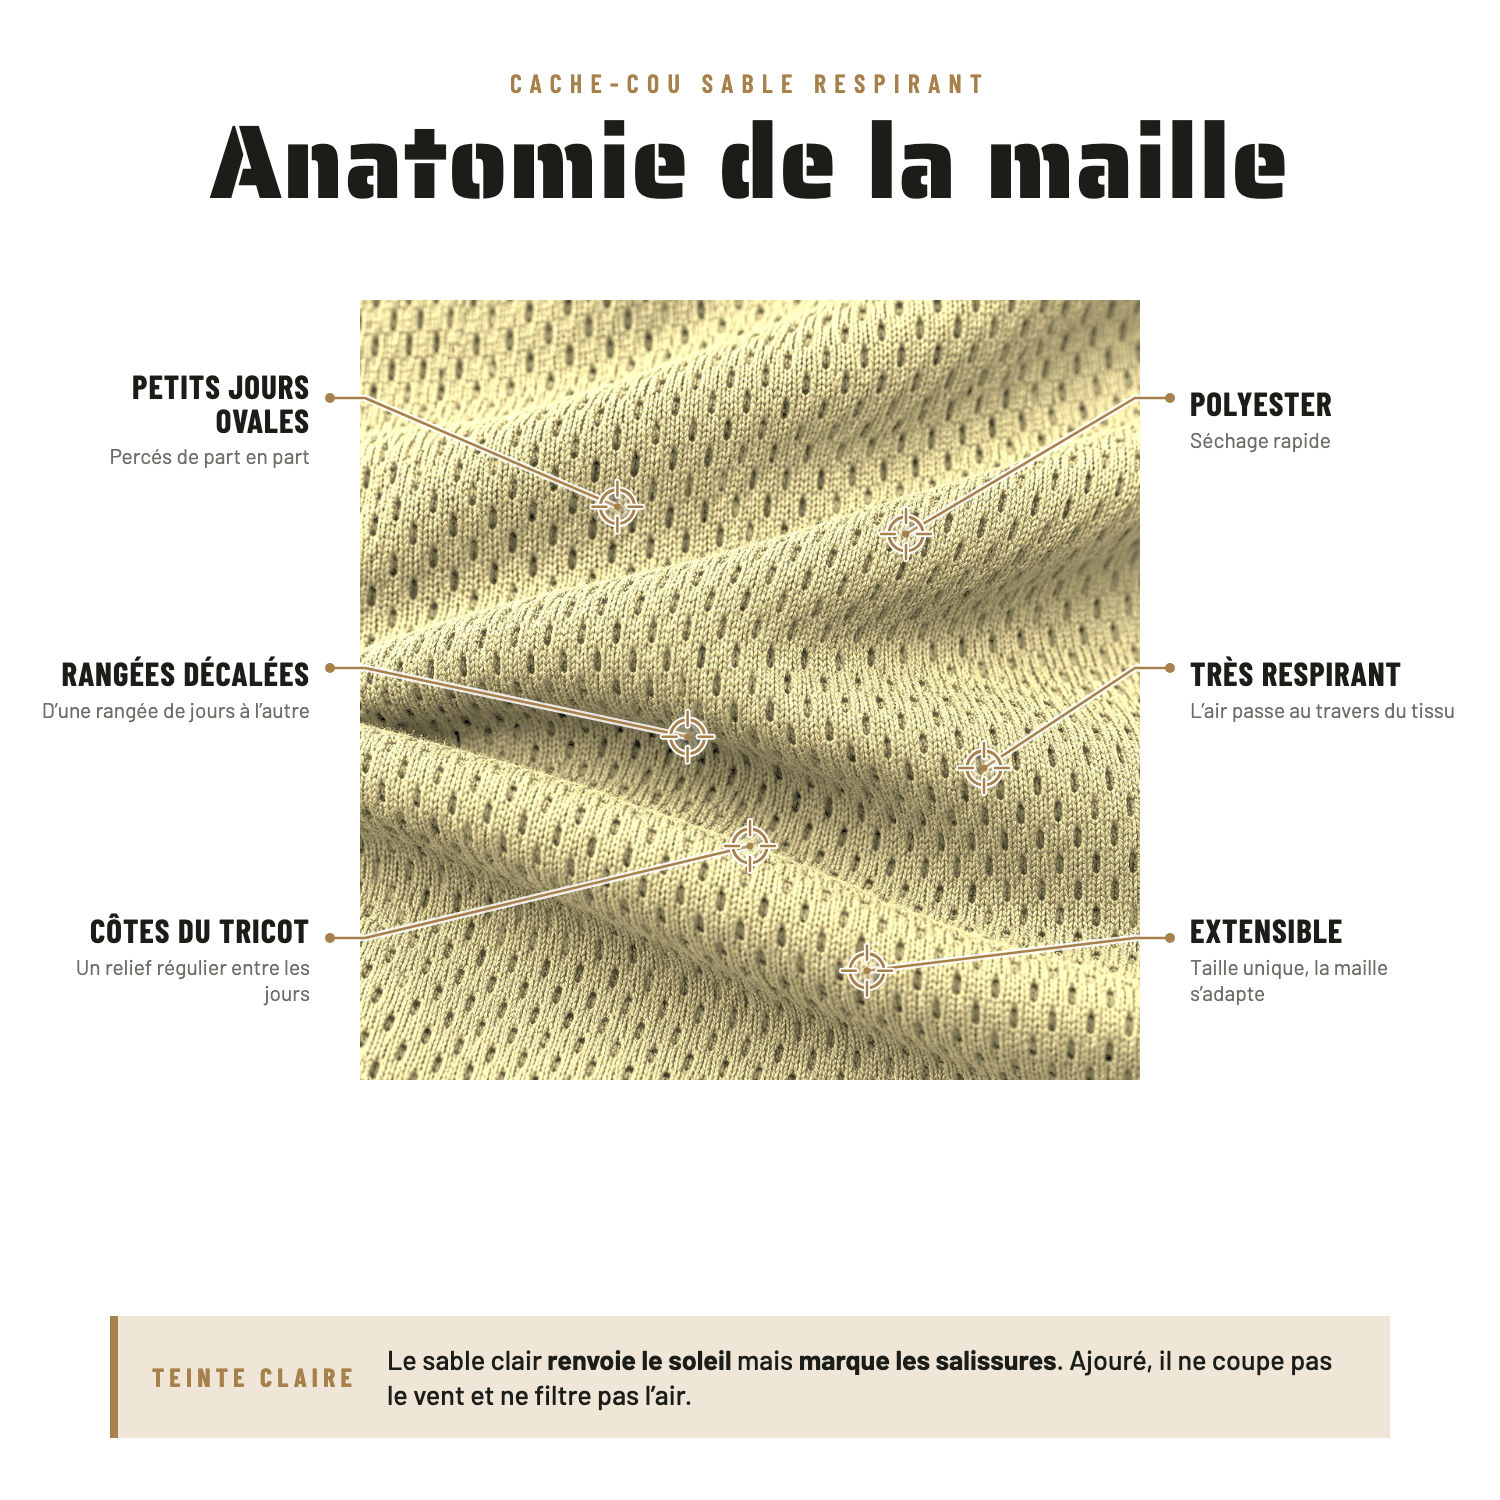 CACHE-COU SABLE RESPIRANT
Anatomie de la maille
PETITS JOURS
OVALES
Percés de part en part
POLYESTER
Séchage rapide
RANGÉES DÉCALÉES
D’une rangée de jours à l’autre
TRÈS RESPIRANT
L’air passe au travers du tissu
CÔTES DU TRICOT
Un relief régulier entre les
jours
EXTENSIBLE
Taille unique, la maille
s’adapte
TEINTE CLAIRE
Le sable clair renvoie le soleil mais marque les salissures. Ajouré, il ne coupe pas
le vent et ne filtre pas l’air.